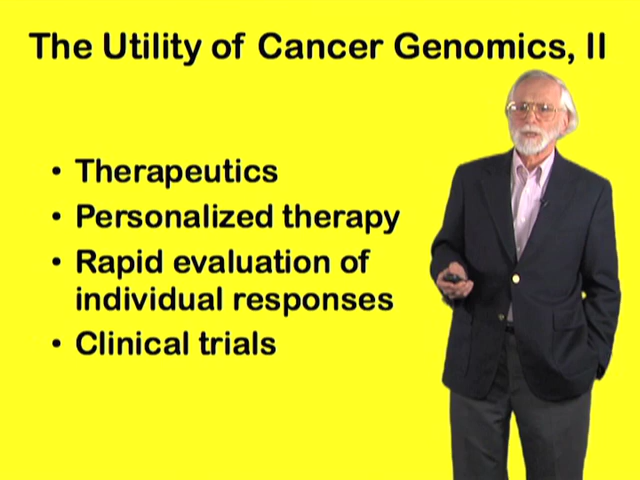 The Utility of Cancer Genomics, II
• Therapeutics
• Personalized therapy
• Rapid evaluation of
individual responses
• Clinical trials